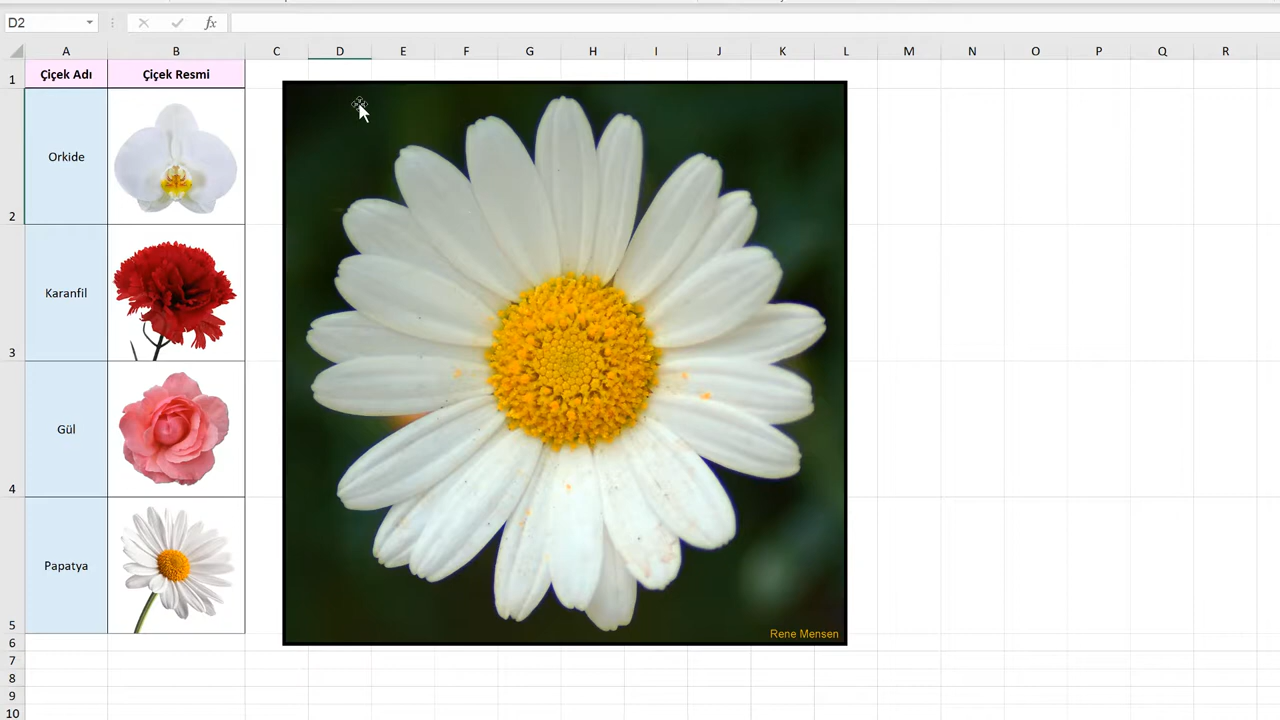 D2
fx
A B C D E F G H I J K L M N O P Q R
1 Çiçek Adı Çiçek Resmi
2 Orkide
3 Karanfil
4 Gül
5 Papatya
Rene Mensen
6
7
8
9
10